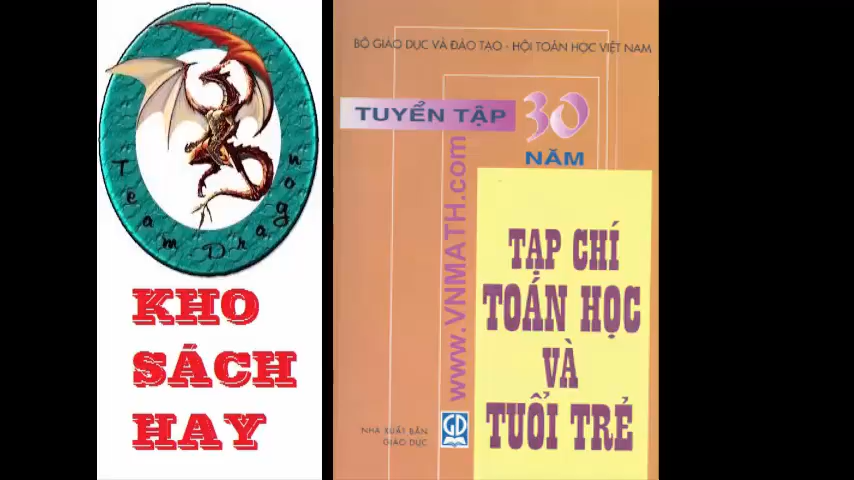 Team Dragon
KHO
SÁCH
HAY
BỘ GIÁO DỤC VÀ ĐÀO TẠO - HỘI TOÁN HỌC VIỆT NAM
TUYỂN TẬP 30
NĂM
www.VNMATH.com
TẠP CHÍ
TOÁN HỌC
VÀ
TUỔI TRẺ
NHÀ XUẤT BẢN
GIÁO DỤC
GD